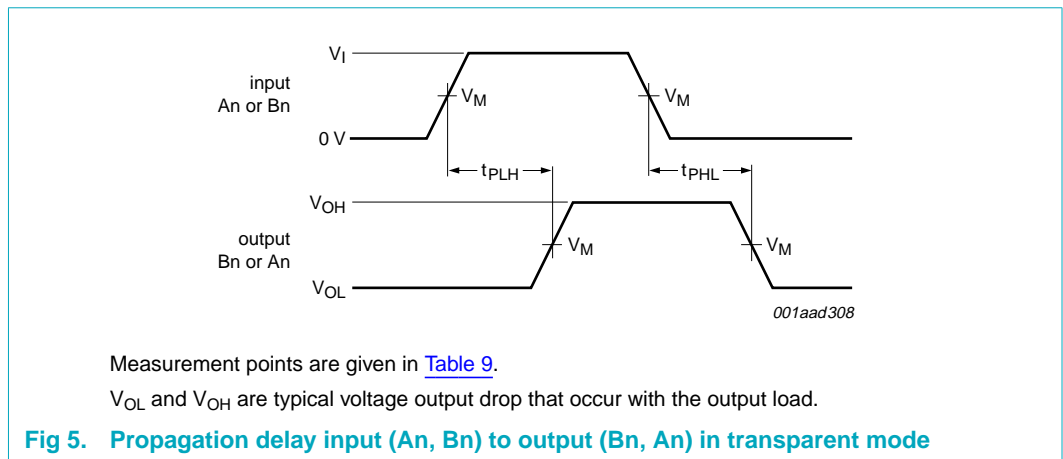 VI
input
An or Bn
VM
VM
0 V
tPLH
tPHL
VOH
output
Bn or An
VM
VM
VOL
001aad308
Measurement points are given in Table 9.
VOL and VOH are typical voltage output drop that occur with the output load.
Fig 5. Propagation delay input (An, Bn) to output (Bn, An) in transparent mode